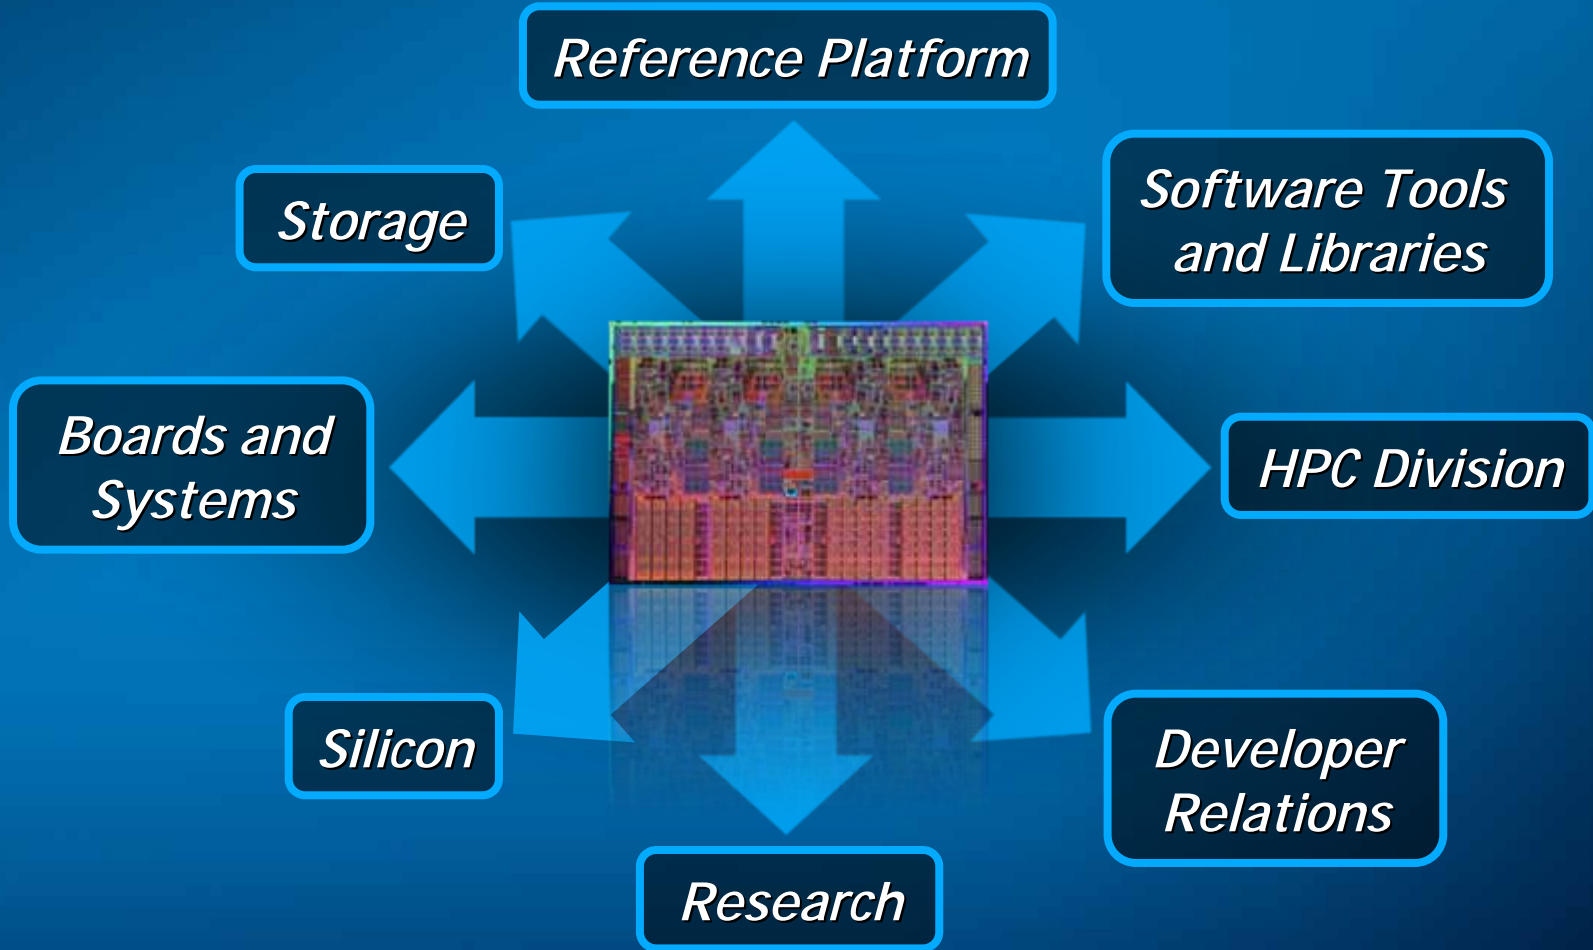 Reference Platform
Storage
Software Tools
and Libraries
Boards and
Systems
HPC Division
Silicon
Developer
Relations
Research